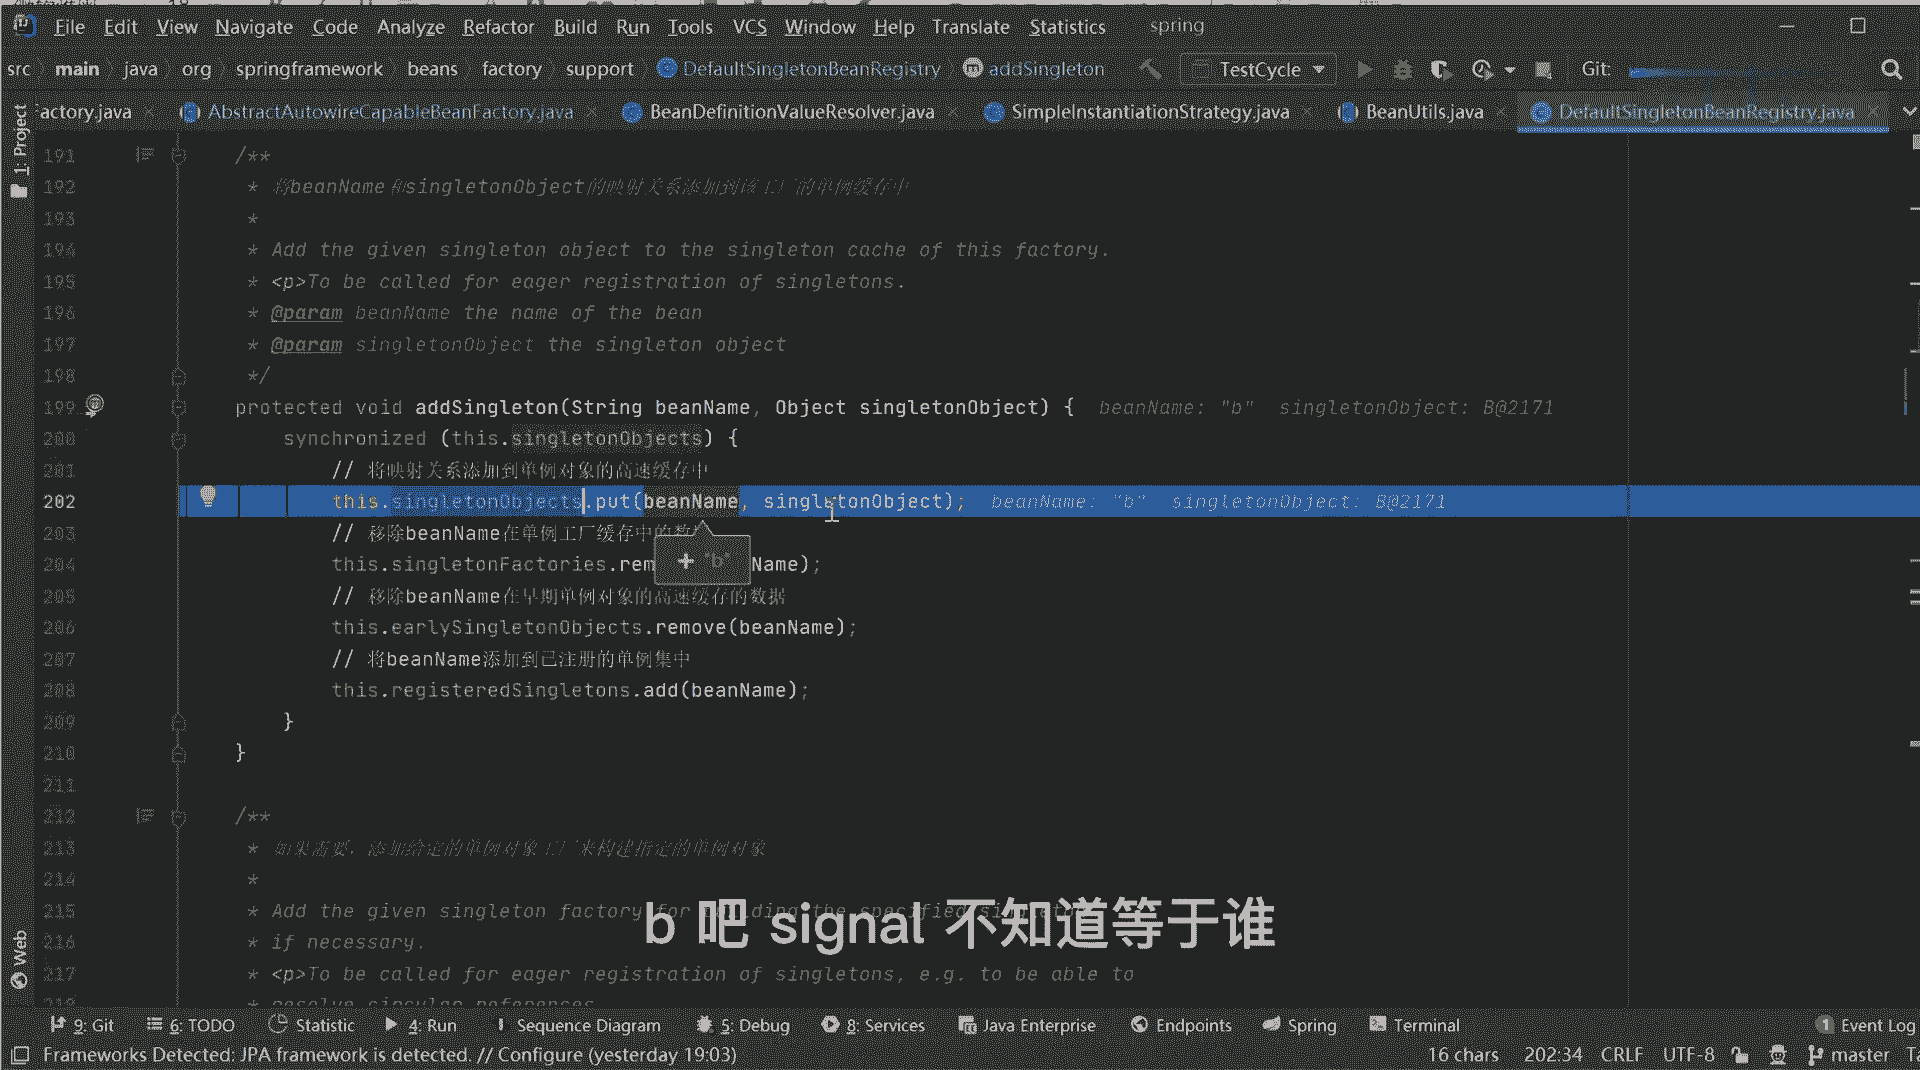 File Edit View Navigate Code Analyze Refactor Build Run Tools VCS Window Help Translate Statistics spring
src main java org springframework beans factory support DefaultSingletonBeanRegistry addSingleton TestCycle Git:
Factory.java AbstractAutowireCapableBeanFactory.java BeanDefinitionValueResolver.java SimpleInstantiationStrategy.java BeanUtils.java DefaultSingletonBeanRegistry.java
1: Project
191 /**
192 * 将beanName和singletonObject的映射关系添加到该工厂的单例缓存中
193 *
194 * Add the given singleton object to the singleton cache of this factory.
195 * <p>To be called for eager registration of singletons.
196 * @param beanName the name of the bean
197 * @param singletonObject the singleton object
198 */
199 protected void addSingleton(String beanName, Object singletonObject) { beanName: "b" singletonObject: B@2171
200 synchronized (this.singletonObjects) {
201 // 将映射关系添加到单例对象的高速缓存中
202 this.singletonObjects.put(beanName, singletonObject); beanName: "b" singletonObject: B@2171
203 // 移除beanName在单例工厂缓存中的数据
204 this.singletonFactories.rem Name);
+ "b"
205 // 移除beanName在早期单例对象的高速缓存的数据
206 this.earlySingletonObjects.remove(beanName);
207 // 将beanName添加到已注册的单例集中
208 this.registeredSingletons.add(beanName);
209 }
210 }
211
212 /**
213 * 如果需要，添加给定的单例对象工厂来构建指定的单例对象
214 *
215 * Add the given singleton factory for building the specified singleton
216 * if necessary.
217 * <p>To be called for eager registration of singletons, e.g. to be able to
218 * resolve circular references.
b 吧 signal 不知道等于谁
Web
9: Git 6: TODO Statistic 4: Run Sequence Diagram 5: Debug 8: Services Java Enterprise Endpoints Spring Terminal 1 Event Log
Frameworks Detected: JPA framework is detected. // Configure (yesterday 19:03) 16 chars 202:34 CRLF UTF-8 master